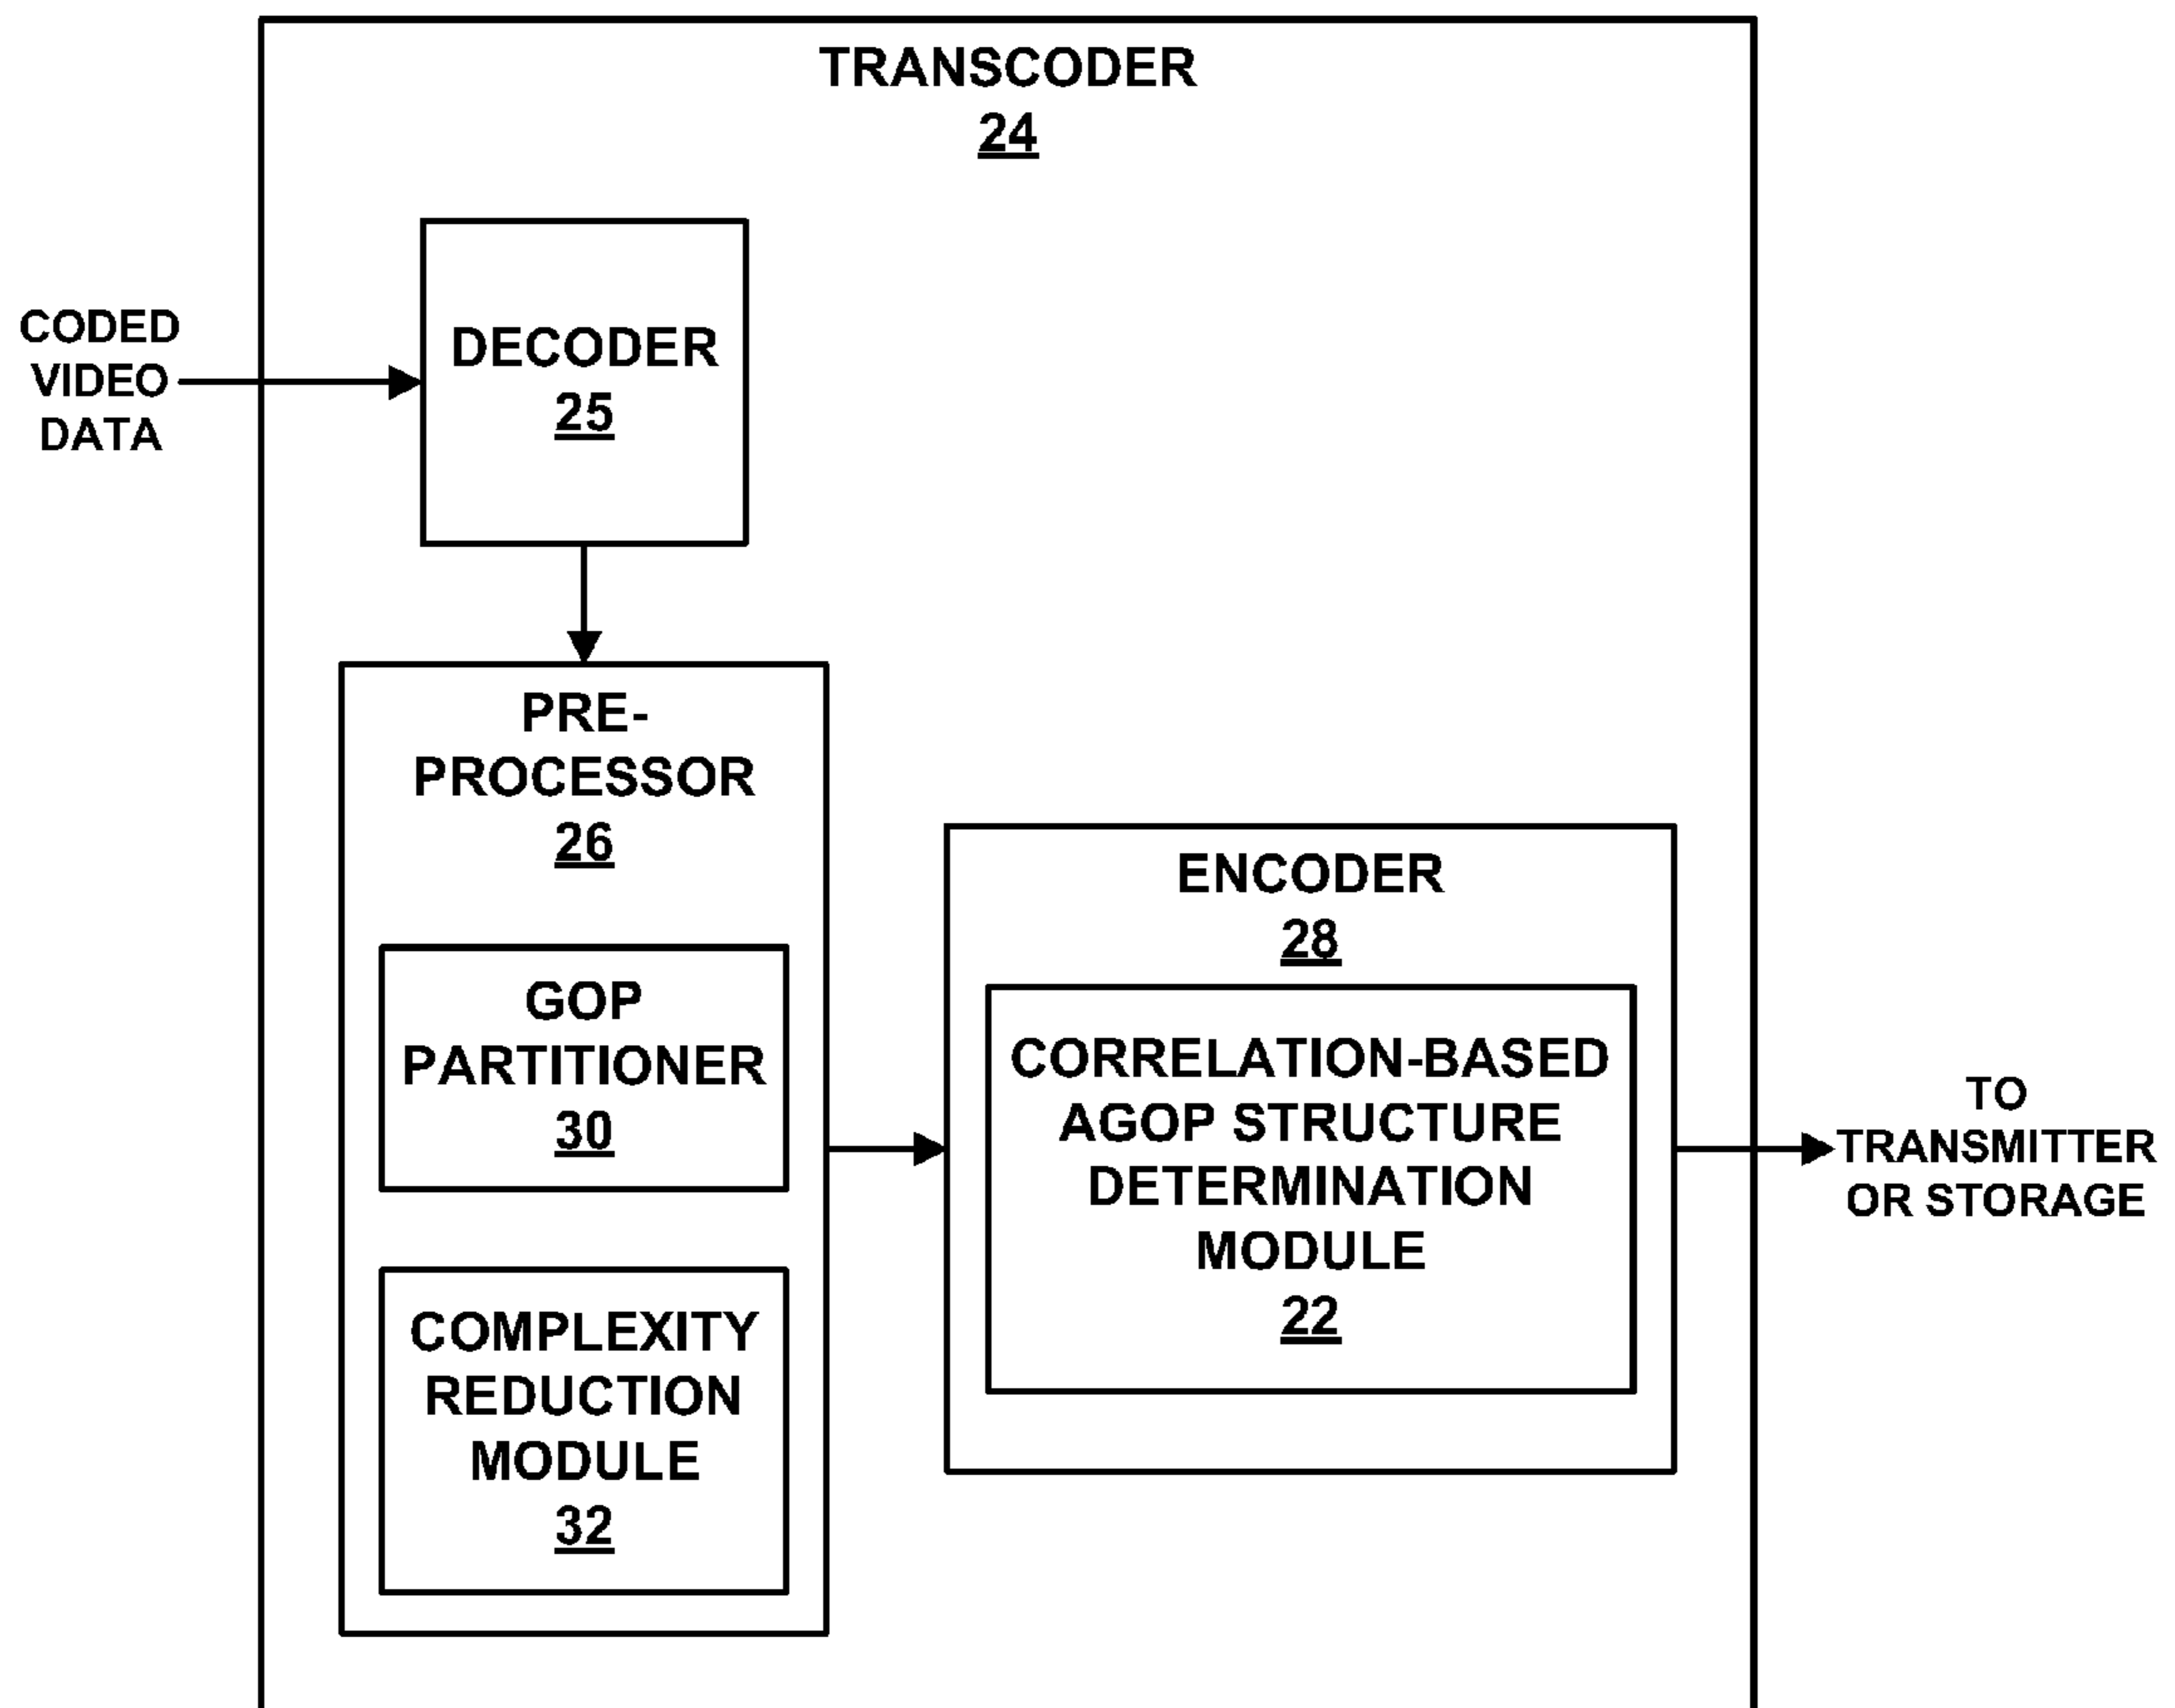 TRANSCODER
24
CODED
VIDEO
DATA
DECODER
25
PRE-
PROCESSOR
26
GOP
PARTITIONER
30
COMPLEXITY
REDUCTION
MODULE
32
ENCODER
28
CORRELATION-BASED
AGOP STRUCTURE
DETERMINATION
MODULE
22
TO
TRANSMITTER
OR STORAGE